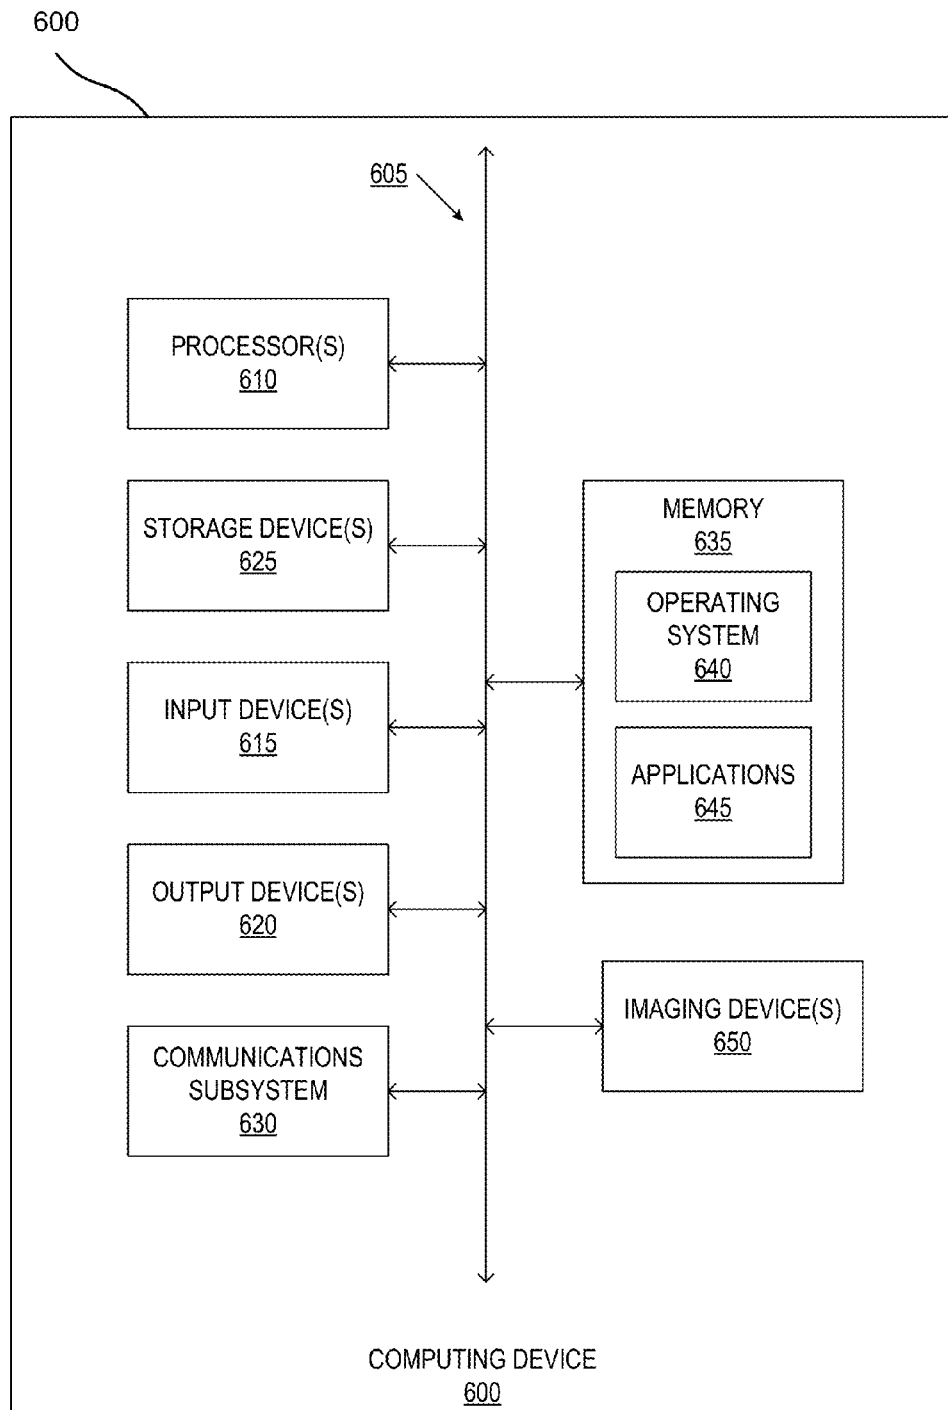 600
605
PROCESSOR(S)
610
STORAGE DEVICE(S)
625
INPUT DEVICE(S)
615
OUTPUT DEVICE(S)
620
COMMUNICATIONS
SUBSYSTEM
630
MEMORY
635
OPERATING
SYSTEM
640
APPLICATIONS
645
IMAGING DEVICE(S)
650
COMPUTING DEVICE
600